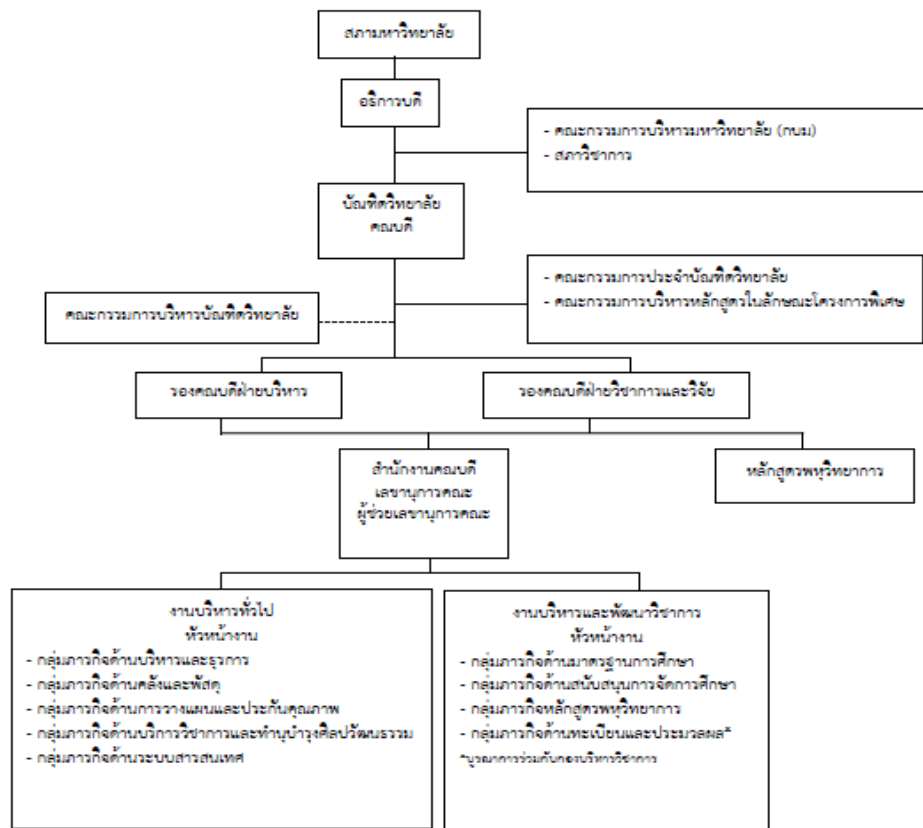 สภามหาวิทยาลัย
อธิการบดี
- คณะกรรมการบริหารมหาวิทยาลัย (กบม)
- สภาวิชาการ
บัณฑิตวิทยาลัย
คณบดี
- คณะกรรมการประจำบัณฑิตวิทยาลัย
- คณะกรรมการบริหารหลักสูตรในลักษณะโครงการพิเศษ
คณะกรรมการบริหารบัณฑิตวิทยาลัย
รองคณบดีฝ่ายบริหาร
รองคณบดีฝ่ายวิชาการและวิจัย
สำนักงานคณบดี
เลขานุการคณะ
ผู้ช่วยเลขานุการคณะ
หลักสูตรพหุวิทยาการ
งานบริหารทั่วไป
หัวหน้างาน
- กลุ่มภารกิจด้านบริหารและธุรการ
- กลุ่มภารกิจด้านคลังและพัสดุ
- กลุ่มภารกิจด้านการวางแผนและประกันคุณภาพ
- กลุ่มภารกิจด้านบริการวิชาการและทำนุบำรุงศิลปวัฒนธรรม
- กลุ่มภารกิจด้านระบบสารสนเทศ
งานบริหารและพัฒนาวิชาการ
หัวหน้างาน
- กลุ่มภารกิจด้านมาตรฐานการศึกษา
- กลุ่มภารกิจด้านสนับสนุนการจัดการศึกษา
- กลุ่มภารกิจหลักสูตรพหุวิทยาการ
- กลุ่มภารกิจด้านทะเบียนและประมวลผล*
*บูรณาการร่วมกับกองบริหารวิชาการ